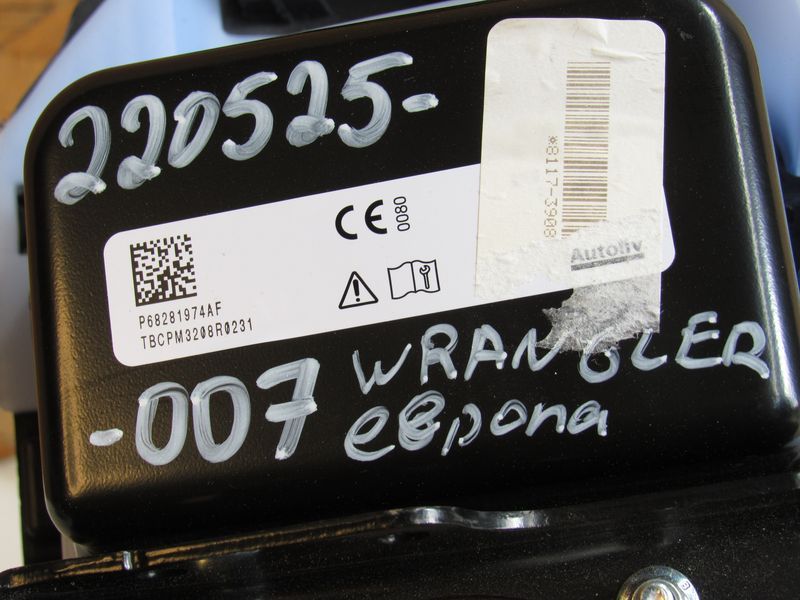 220525-
*8117-3908
CE 0080
Autoliv
P68281974AF
TBCPM3208R0231
-007 WRANGLER
европа